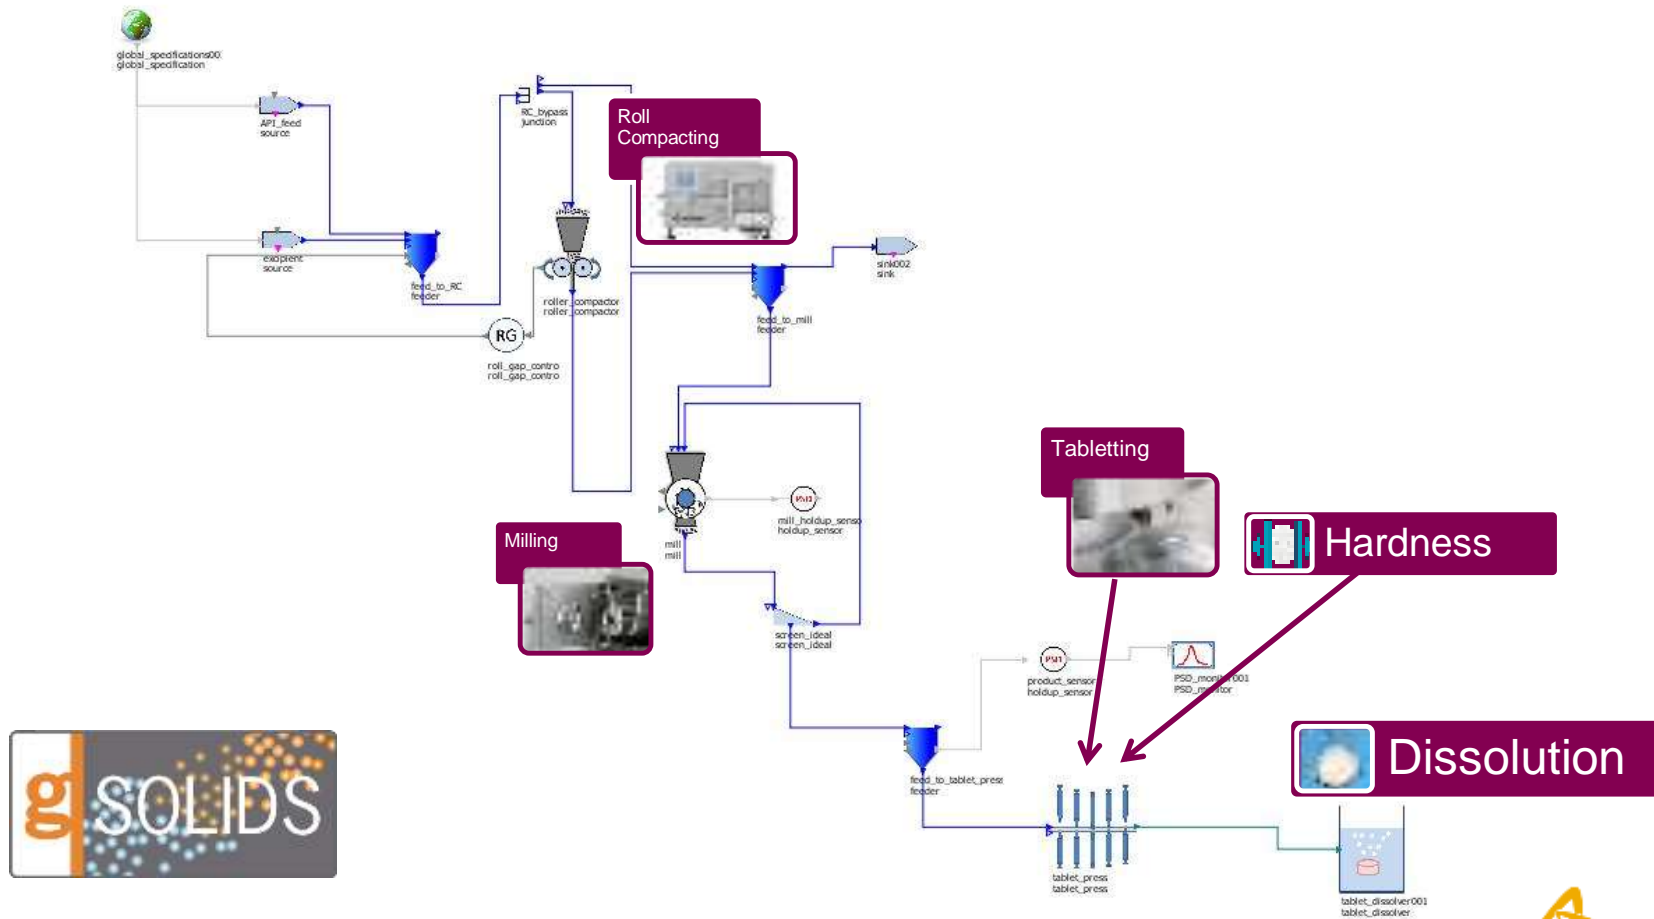 global_specifications00
global_specification
API_feed
source
RC_bypass
junction
Roll
Compacting
exopient
source
feed_to_RC
feeder
roller_compactor
roller_compactor
sink002
sink
feed_to_mill
feeder
RG
roll_gap_contro
roll_gap_contro
Tabletting
Hardness
Milling
mill_holdup_senso
holdup_sensor
mill
mill
screen_ideal
screen_ideal
PSD
product_sensor
holdup_sensor
PSD_monitor001
PSD_monitor
Dissolution
feed_to_tablet_press
feeder
gSOLIDS
tablet_press
tablet_press
tablet_dissolver001
tablet_dissolver